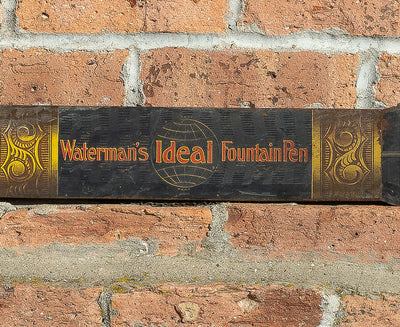 Waterman's Ideal Fountain Pen